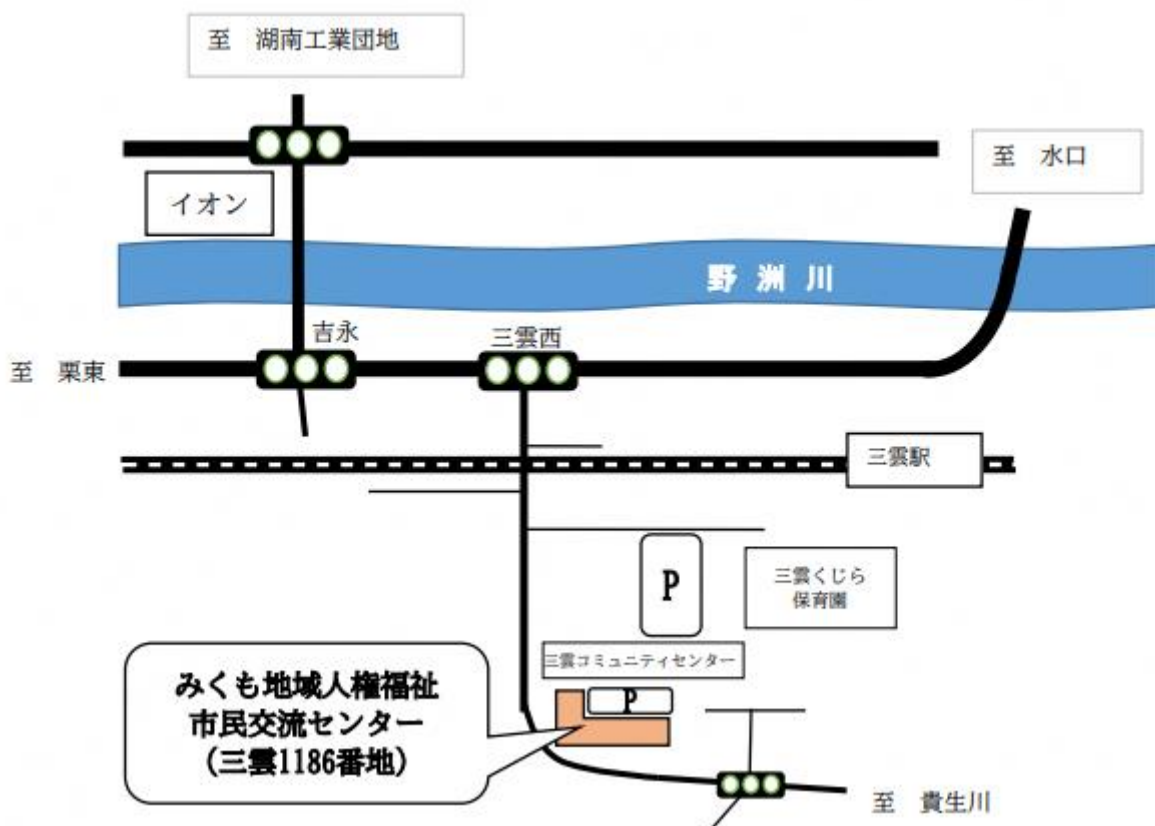 至　湖南工業団地
至　水口
イオン
野洲川
吉永
三雲西
至　栗東
三雲駅
P
三雲くじら
保育園
三雲コミュニティセンター
P
みくも地域人権福祉
市民交流センター
（三雲1186番地）
至　貴生川